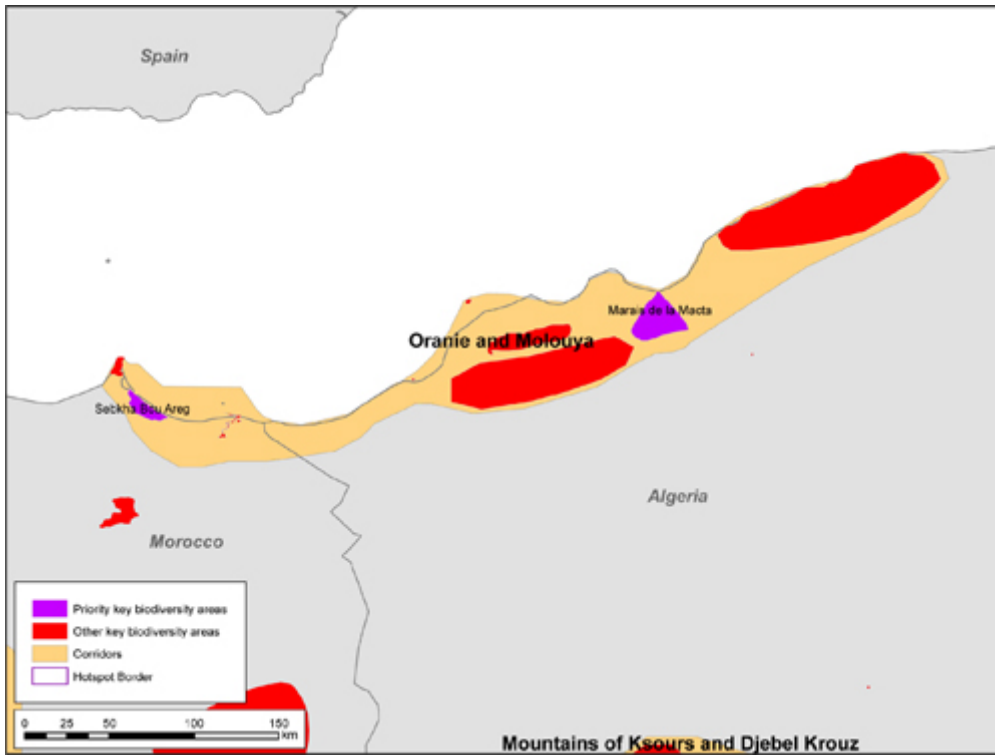 Spain
Marais de la Macta
Oranie and Molouya
Sebkha Bou Areg
Algeria
Morocco
Priority key biodiversity areas
Other key biodiversity areas
Corridors
Hotspot Border
0 25 50 100 150
km
Mountains of Ksours and Djebel Krouz